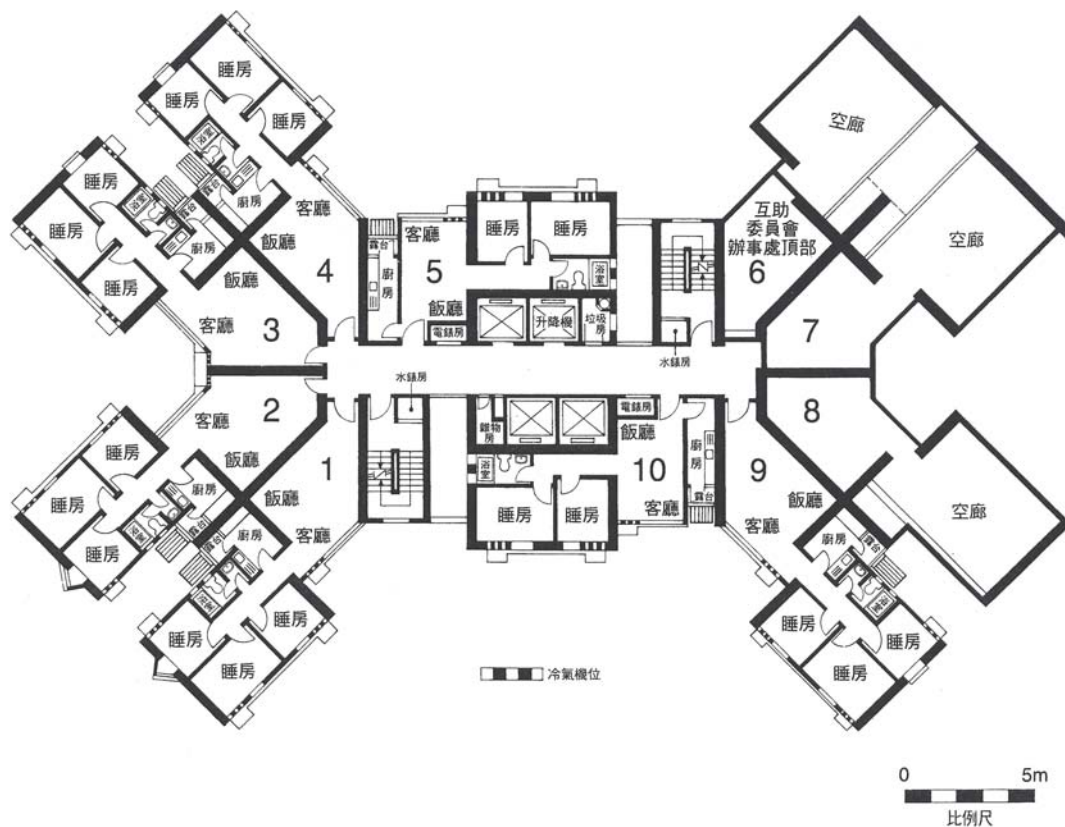 睡房
睡房
睡房
浴室
露台
廚房
客廳
飯廳
4
睡房
睡房
睡房
浴室
露台
廚房
飯廳
客廳
3
露台
廚房
客廳
5
飯廳
電錶房
睡房
睡房
浴室
升降機
垃圾房
水錶房
互助
委員會
辦事處頂部
6
空廊
空廊
7
客廳
2
飯廳
睡房
睡房
睡房
廚房
浴室
露台
1
飯廳
客廳
露台
廚房
浴室
睡房
睡房
睡房
水錶房
雜物房
電錶房
飯廳
廚房
浴室
10
客廳
露台
睡房
睡房
8
空廊
9
飯廳
客廳
廚房
露台
浴室
睡房
睡房
睡房
冷氣機位
0
5m
比例尺